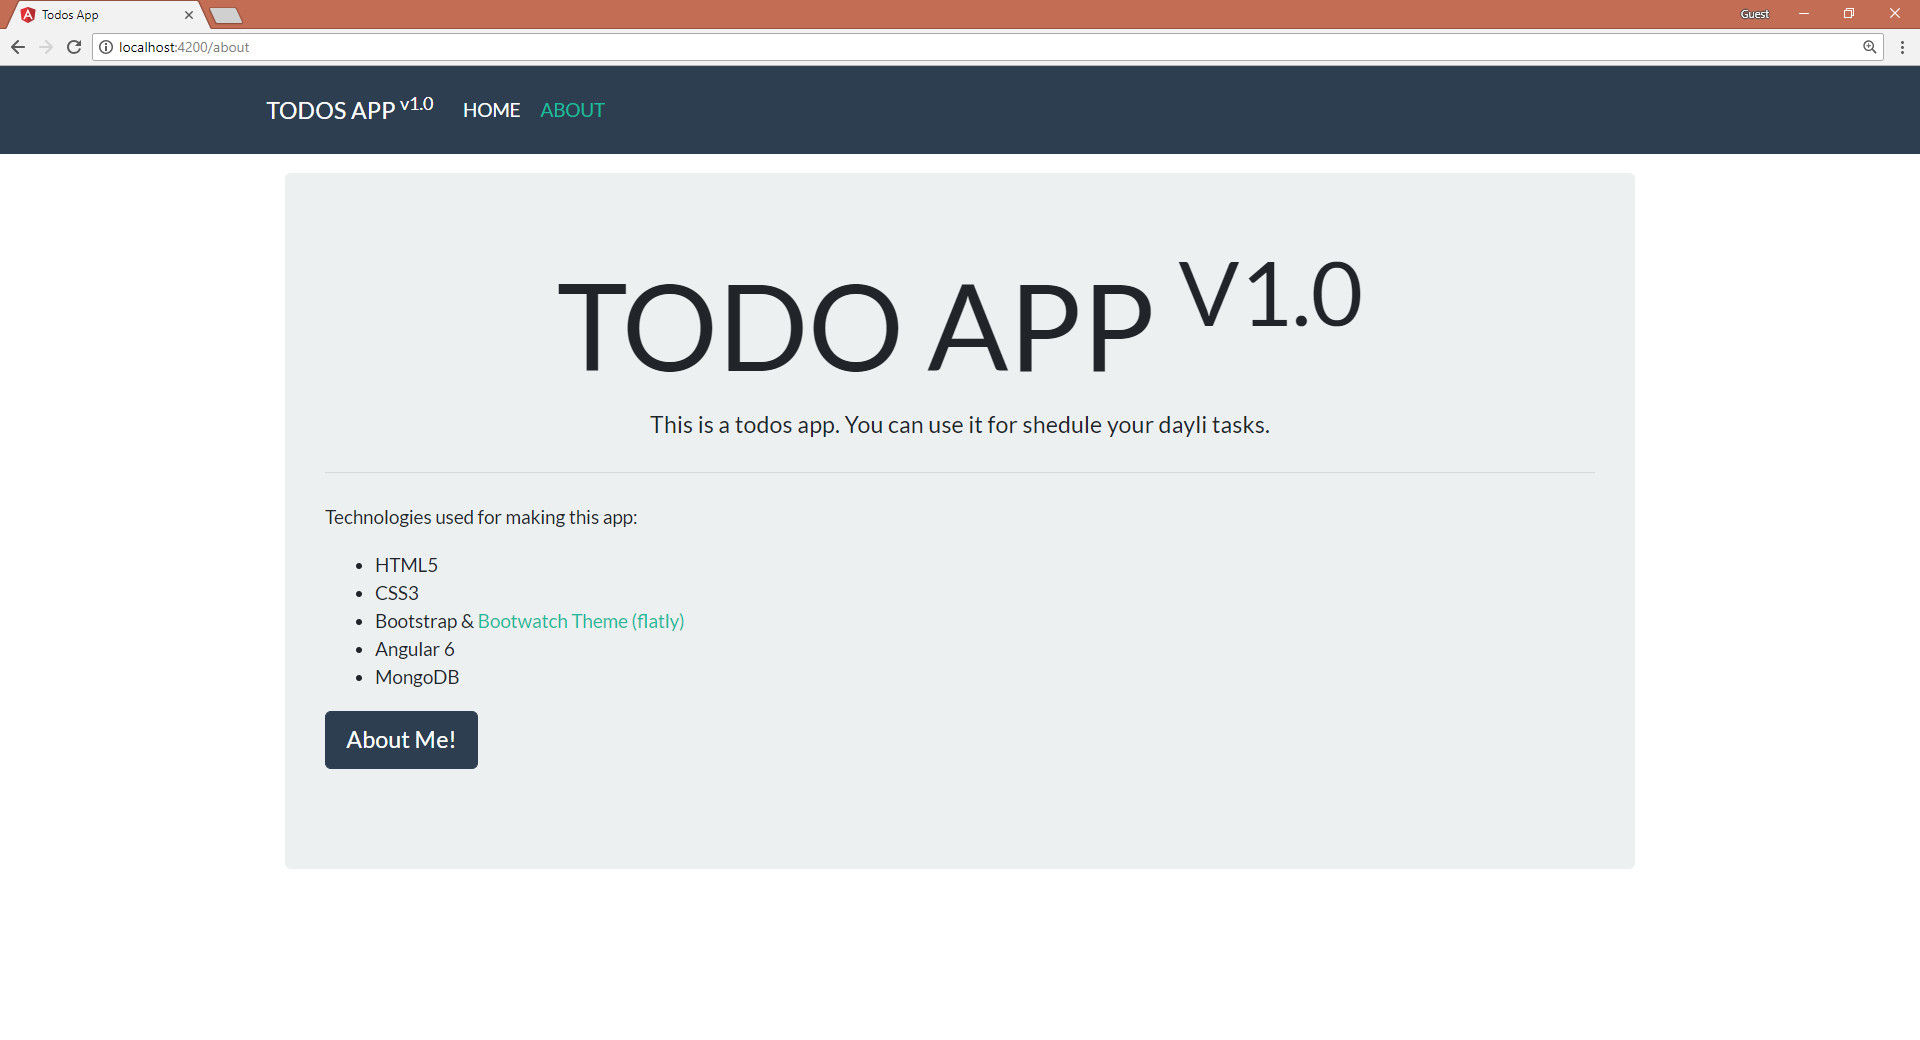 Todos App
Guest
localhost:4200/about
TODOS APP v1.0 HOME ABOUT
TODO APP V1.0
This is a todos app. You can use it for shedule your dayli tasks.
Technologies used for making this app:
HTML5
CSS3
Bootstrap & Bootwatch Theme (flatly)
Angular 6
MongoDB
About Me!